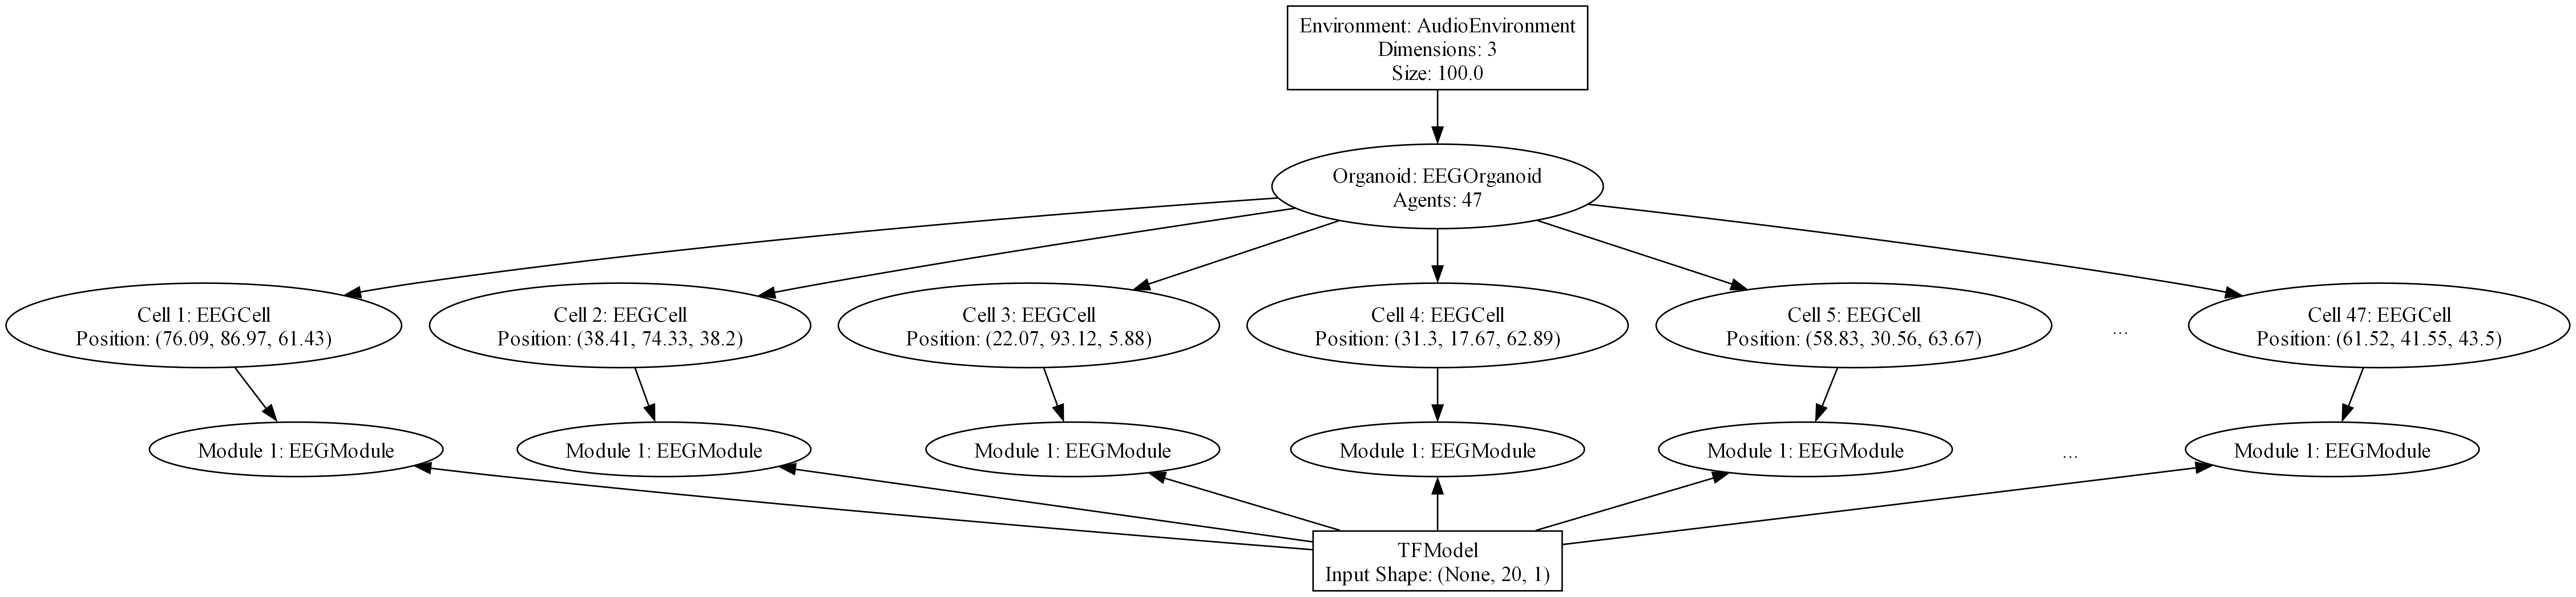 Environment: AudioEnvironment
Dimensions: 3
Size: 100.0
Organoid: EEGOrganoid
Agents: 47
Cell 1: EEGCell
Position: (76.09, 86.97, 61.43)
Cell 2: EEGCell
Position: (38.41, 74.33, 38.2)
Cell 3: EEGCell
Position: (22.07, 93.12, 5.88)
Cell 4: EEGCell
Position: (31.3, 17.67, 62.89)
Cell 5: EEGCell
Position: (58.83, 30.56, 63.67)
...
Cell 47: EEGCell
Position: (61.52, 41.55, 43.5)
Module 1: EEGModule
Module 1: EEGModule
Module 1: EEGModule
Module 1: EEGModule
Module 1: EEGModule
...
Module 1: EEGModule
TFModel
Input Shape: (None, 20, 1)